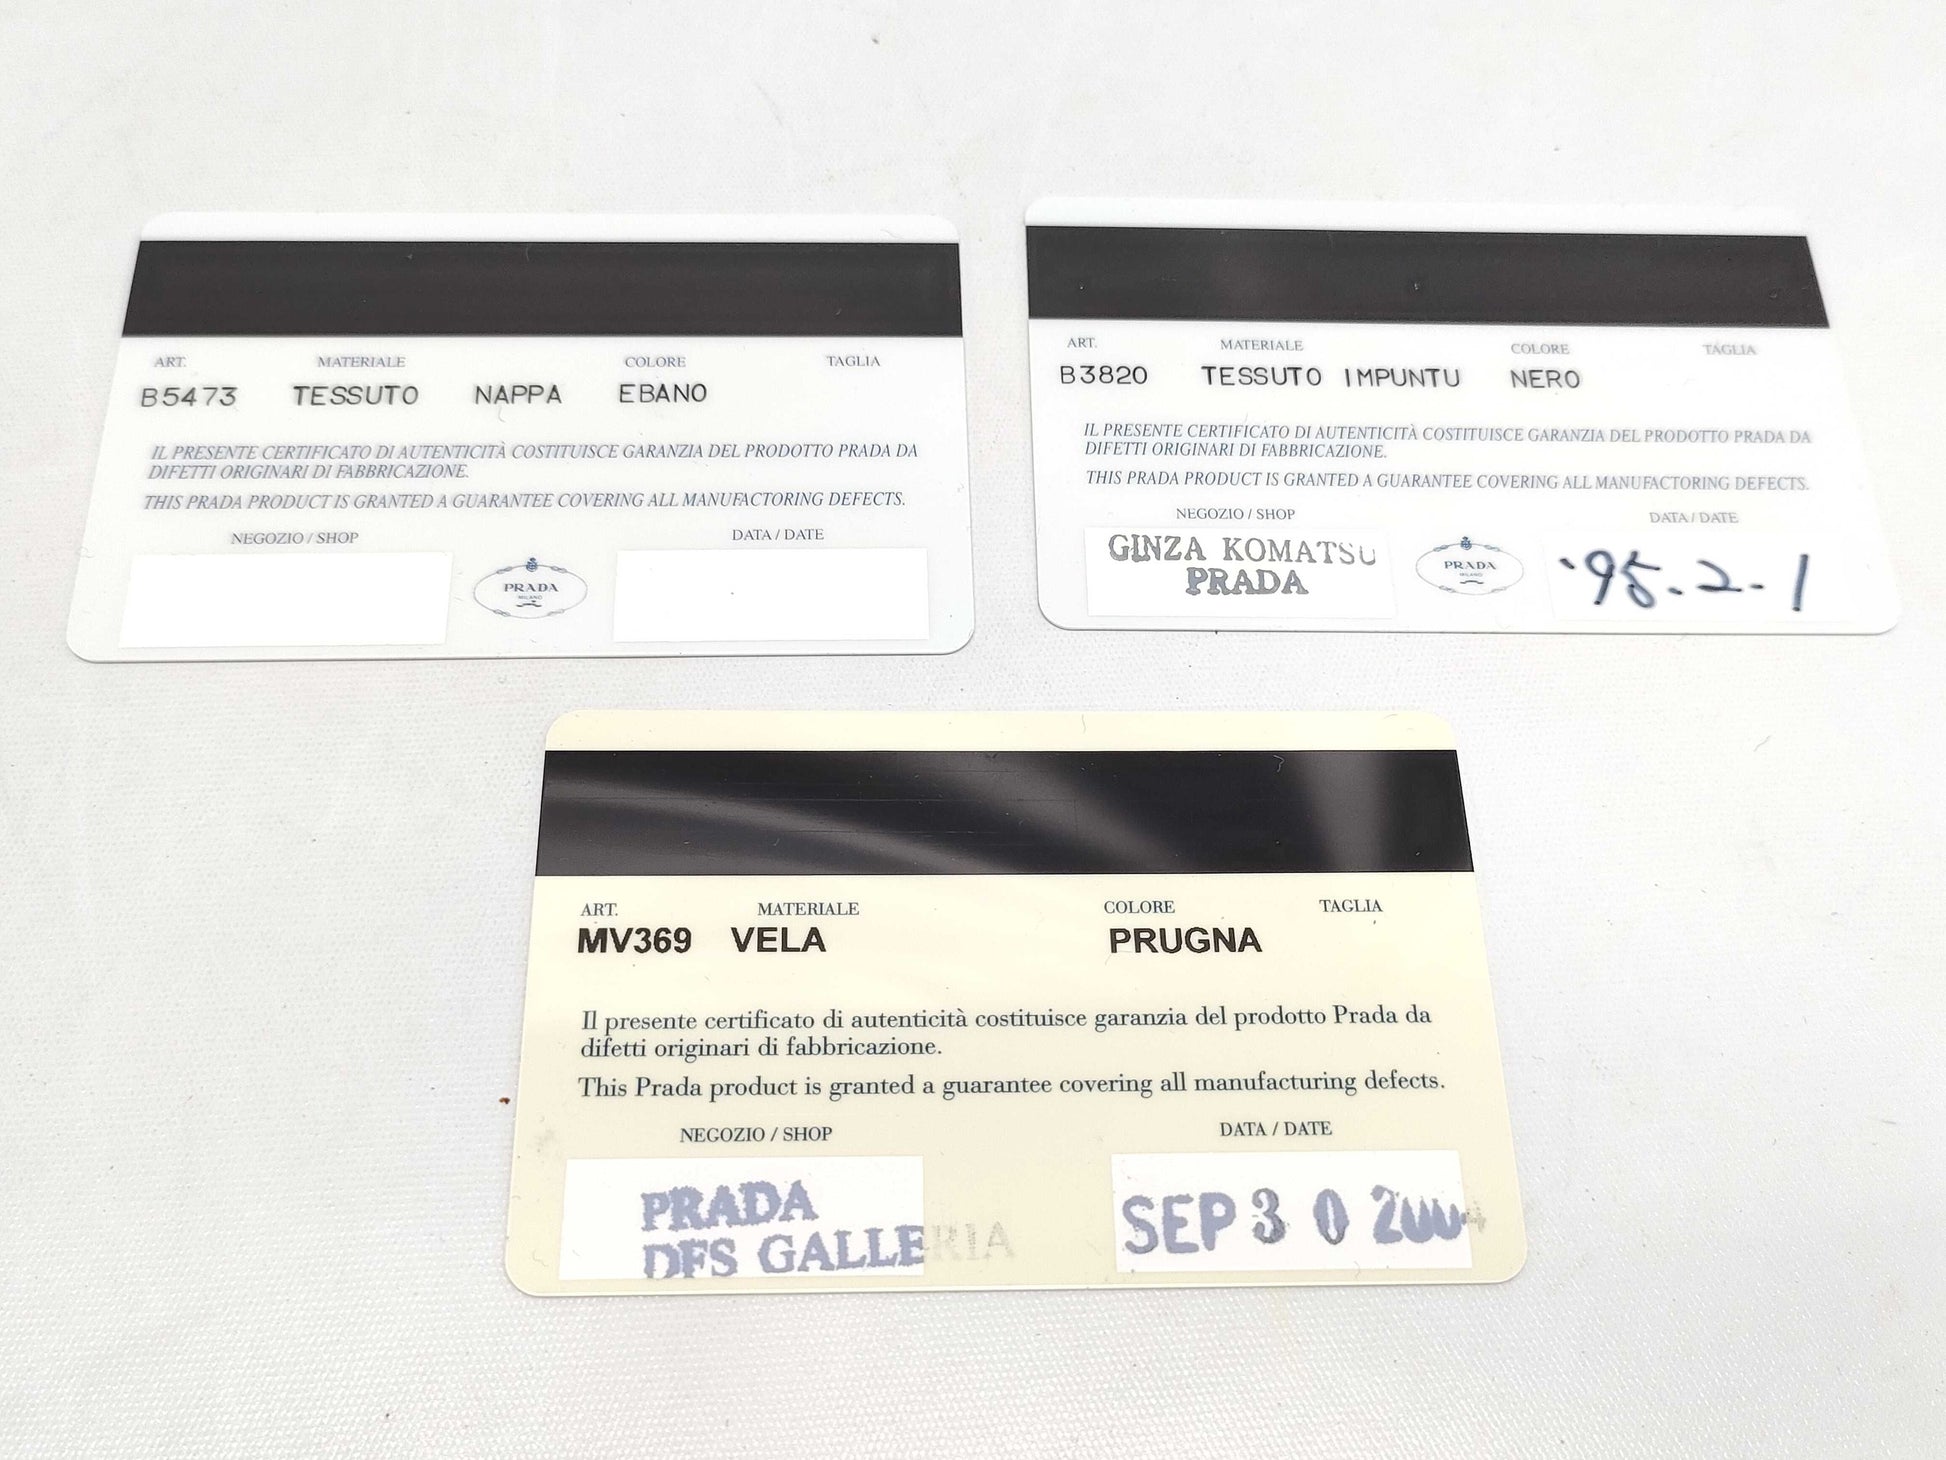 ART. MATERIALE COLORE TAGLIA
B5473 TESSUTO NAPPA EBANO
IL PRESENTE CERTIFICATO DI AUTENTICITÀ COSTITUISCE GARANZIA DEL PRODOTTO PRADA DA
DIFETTI ORIGINARI DI FABBRICAZIONE.
THIS PRADA PRODUCT IS GRANTED A GUARANTEE COVERING ALL MANUFACTORING DEFECTS.
NEGOZIO / SHOP DATA / DATE
PRADA
MILANO
ART. MATERIALE COLORE TAGLIA
B3820 TESSUTO IMPUNTU NERO
IL PRESENTE CERTIFICATO DI AUTENTICITÀ COSTITUISCE GARANZIA DEL PRODOTTO PRADA DA
DIFETTI ORIGINARI DI FABBRICAZIONE.
THIS PRADA PRODUCT IS GRANTED A GUARANTEE COVERING ALL MANUFACTORING DEFECTS.
NEGOZIO / SHOP DATA / DATE
GINZA KOMATSU
PRADA
PRADA
MILANO
'95.2-1
ART. MATERIALE COLORE TAGLIA
MV369 VELA PRUGNA
Il presente certificato di autenticità costituisce garanzia del prodotto Prada da
difetti originari di fabbricazione.
This Prada product is granted a guarantee covering all manufacturing defects.
NEGOZIO / SHOP DATA / DATE
PRADA
DFS GALLERIA
SEP 30 2004